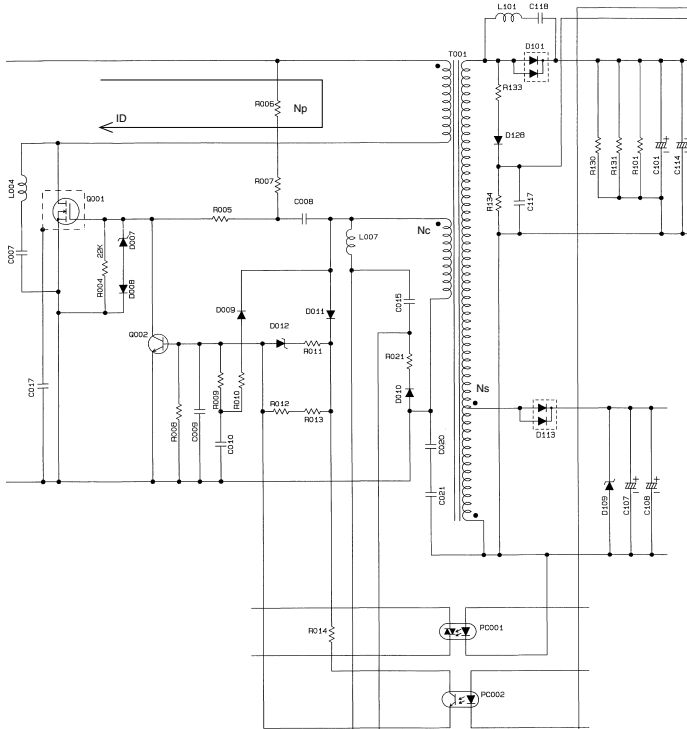 L101
C118
D101
T001
R133
R006
Np
ID
D128
R130
R131
R101
C101
C114
+
+
R007
L004
Q001
R134
C117
R005
C008
Nc
L007
C007
22K
R004
D007
D008
C015
D009
D011
Q002
D012
R011
R021
D010
Ns
C017
R009
R010
R012
R013
R008
C009
C010
C020
C021
D113
D109
C107
C108
+
+
R014
PC001
PC002